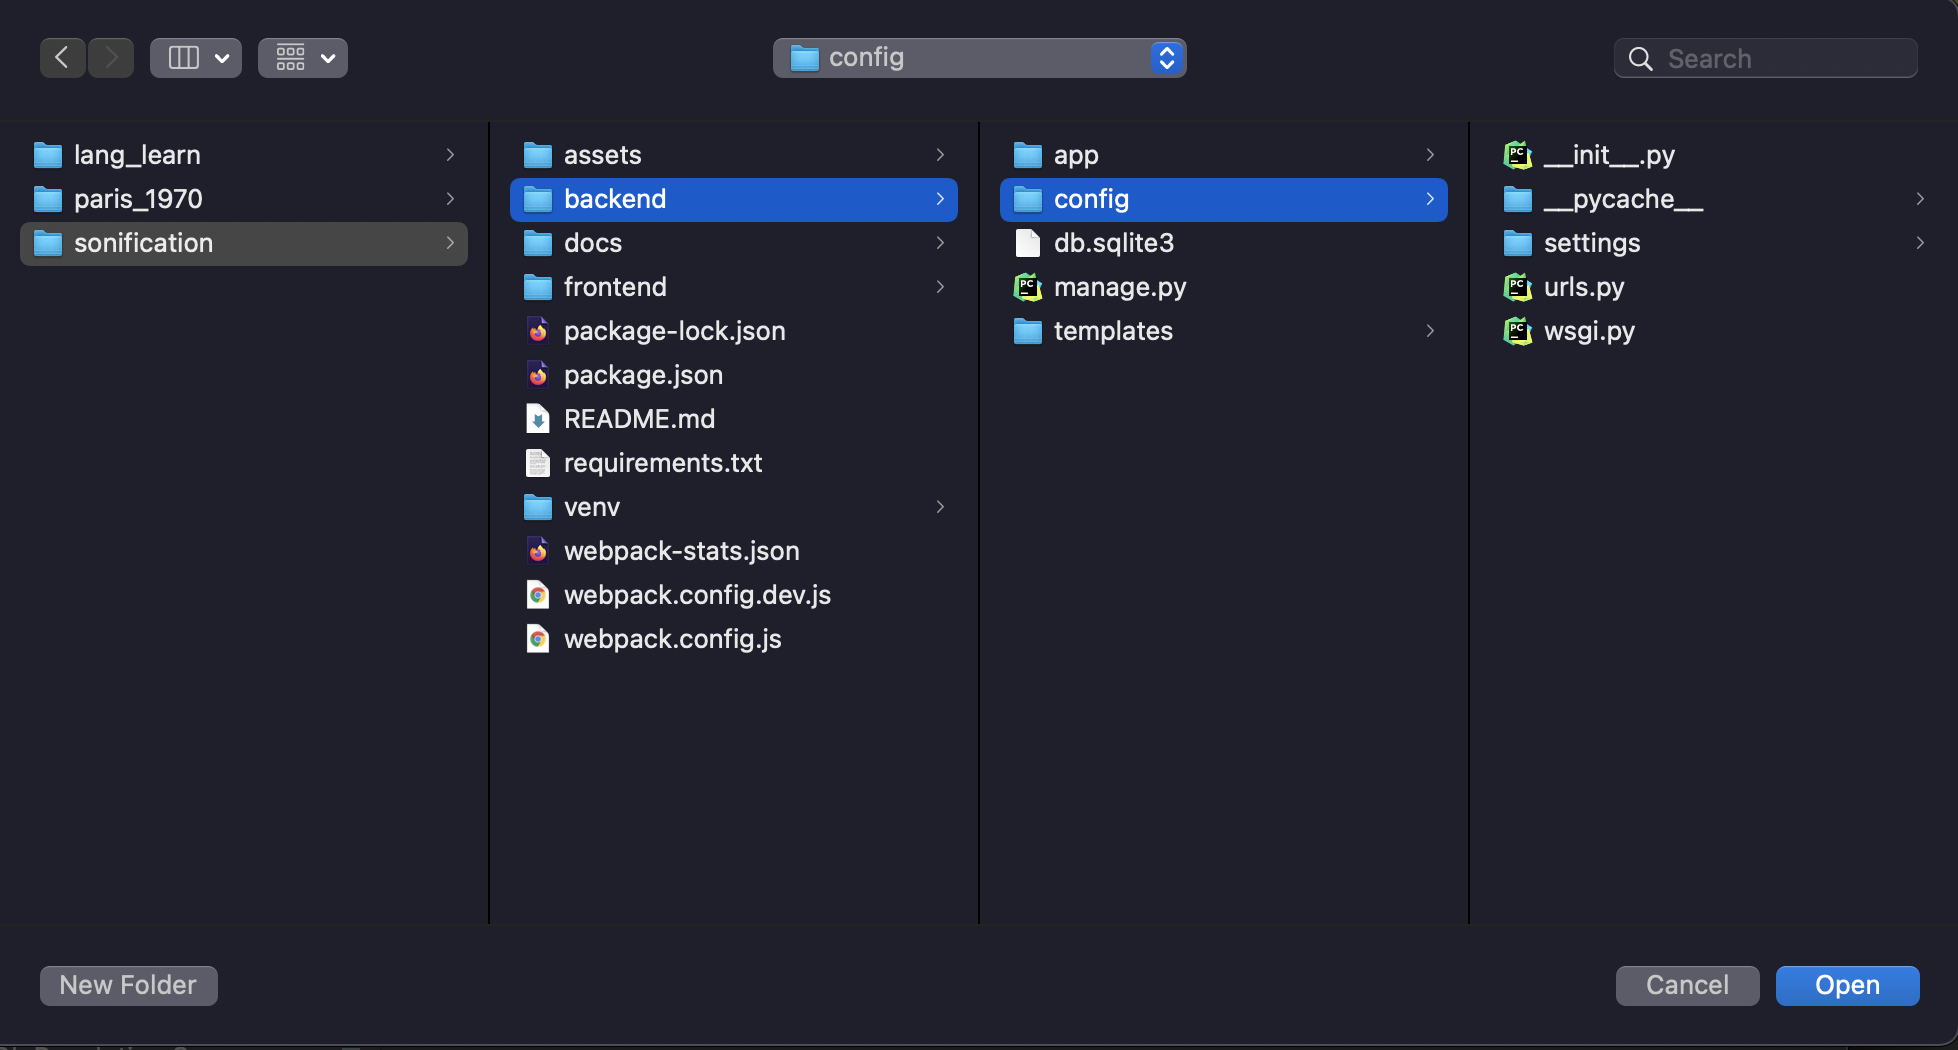 config
Search
lang_learn
paris_1970
sonification
assets
backend
docs
frontend
package-lock.json
package.json
README.md
requirements.txt
venv
webpack-stats.json
webpack.config.dev.js
webpack.config.js
app
config
db.sqlite3
manage.py
templates
__init__.py
__pycache__
settings
urls.py
wsgi.py
New Folder
Cancel
Open